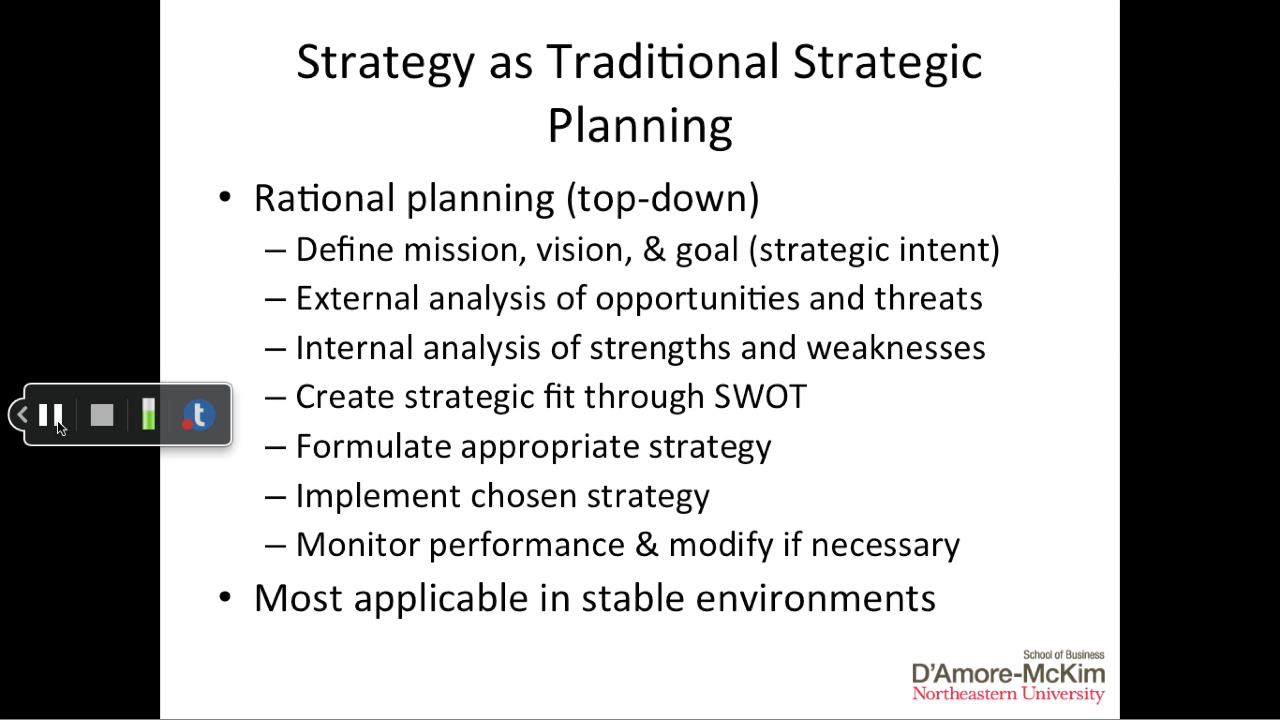 Strategy as Traditional Strategic
Planning
• Rational planning (top-down)
– Define mission, vision, & goal (strategic intent)
– External analysis of opportunities and threats
– Internal analysis of strengths and weaknesses
– Create strategic fit through SWOT
– Formulate appropriate strategy
– Implement chosen strategy
– Monitor performance & modify if necessary
• Most applicable in stable environments
t
School of Business
D'Amore-McKim
Northeastern University